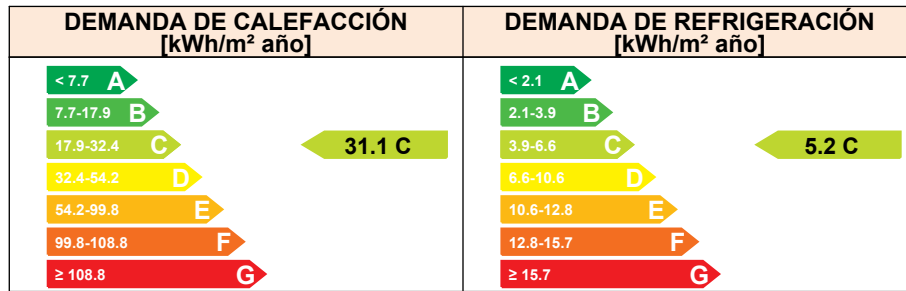 DEMANDA DE CALEFACCIÓN
[kWh/m² año]
< 7.7 A
7.7-17.9 B
17.9-32.4 C
31.1 C
32.4-54.2 D
54.2-99.8 E
99.8-108.8 F
≥ 108.8 G
DEMANDA DE REFRIGERACIÓN
[kWh/m² año]
< 2.1 A
2.1-3.9 B
3.9-6.6 C
5.2 C
6.6-10.6 D
10.6-12.8 E
12.8-15.7 F
≥ 15.7 G